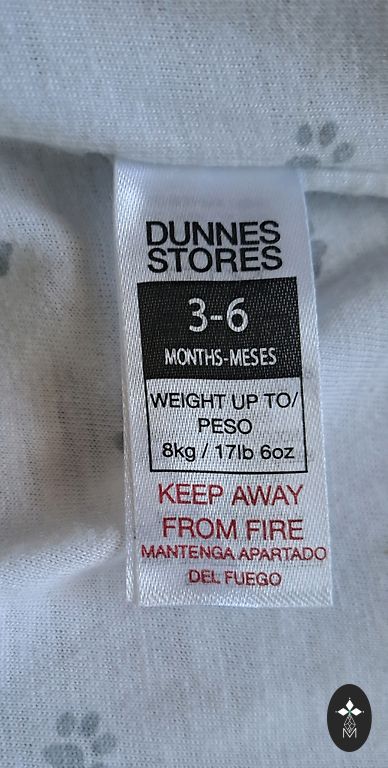 DUNNES
STORES
3-6
MONTHS-MESES
WEIGHT UP TO/
PESO
8kg / 17lb 6oz
KEEP AWAY
FROM FIRE
MANTENGA APARTADO
DEL FUEGO
M